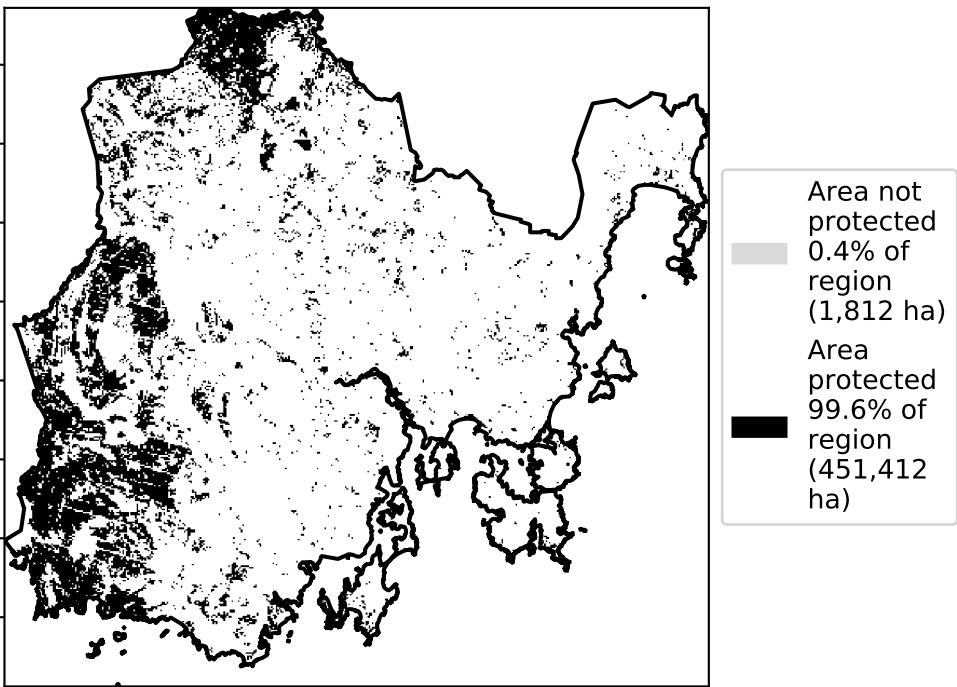 Area not
protected
0.4% of
region
(1,812 ha)
Area
protected
99.6% of
region
(451,412
ha)